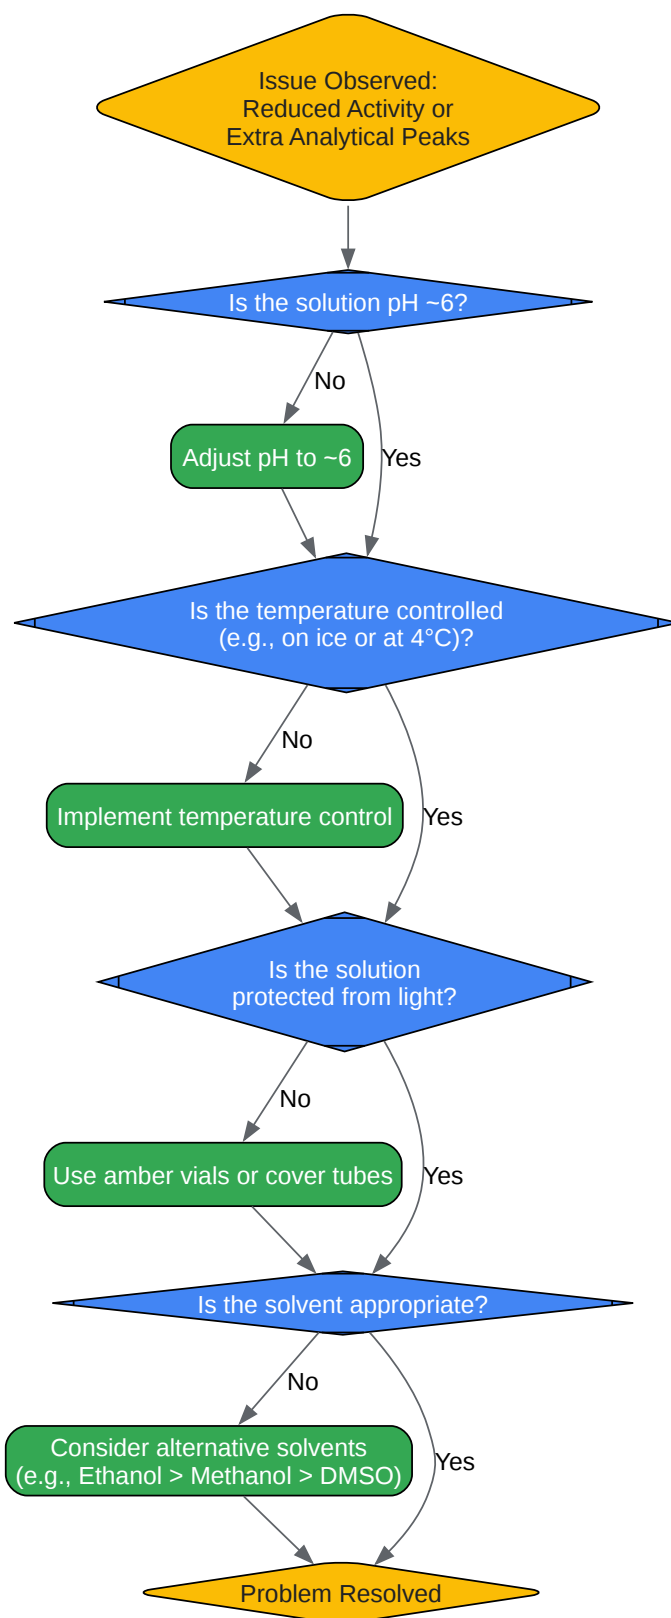 Issue Observed:
Reduced Activity or
Extra Analytical Peaks
Is the solution pH ~6?
No
Adjust pH to ~6
Yes
Is the temperature controlled
(e.g., on ice or at 4°C)?
No
Implement temperature control
Yes
Is the solution
protected from light?
No
Use amber vials or cover tubes
Yes
Is the solvent appropriate?
No
Consider alternative solvents
(e.g., Ethanol > Methanol > DMSO)
Yes
Problem Resolved